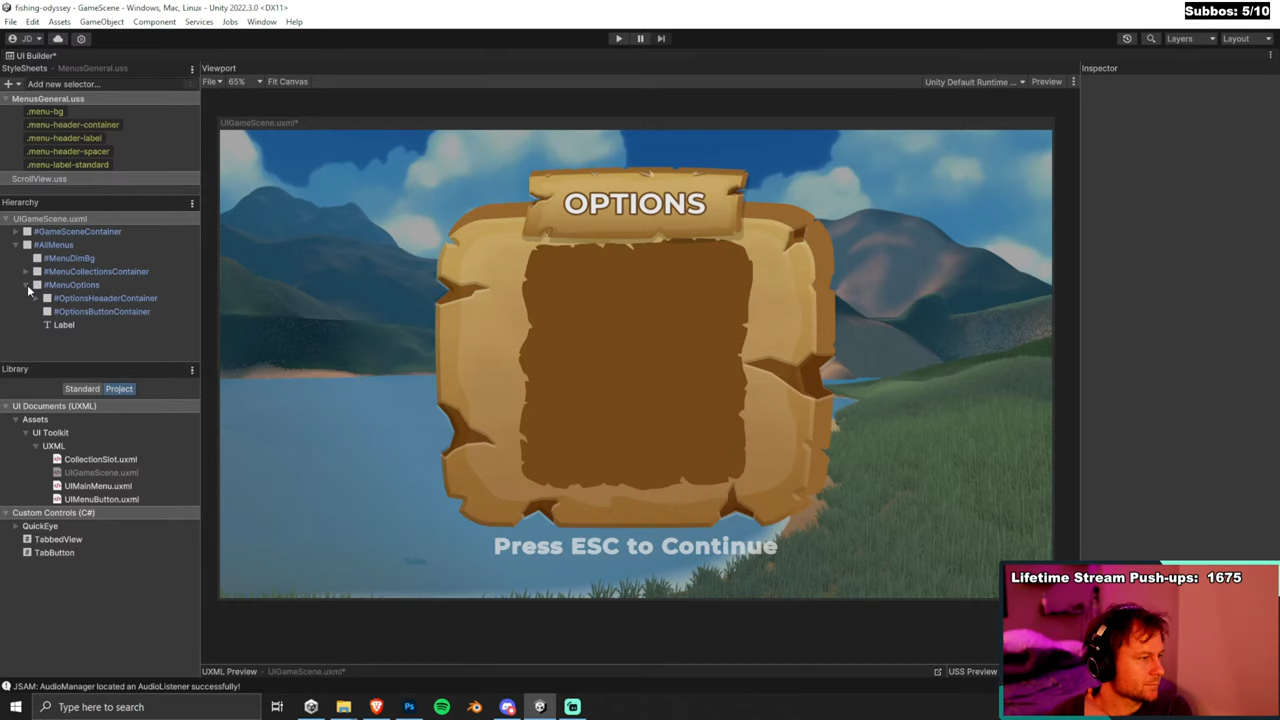 fishing-odyssey - GameScene - Windows, Mac, Linux - Unity 2022.3.0 <DX11>
Subbos: 5/10
File Edit Assets GameObject Component Services Jobs Window Help
JD
Layers
Layout
UI Builder*
StyleSheets MenusGeneral.uss
Viewport
Inspector
Add new selector...
File 65% Fit Canvas
Unity Default Runtime ... Preview
MenusGeneral.uss
.menu-bg
.menu-header-container
.menu-header-label
.menu-header-spacer
.menu-label-standard
ScrollView.uss
UIGameScene.uxml*
OPTIONS
Press ESC to Continue
Hierarchy
UIGameScene.uxml
#GameSceneContainer
#AllMenus
#MenuDimBg
#MenuCollectionsContainer
#MenuOptions
#OptionsHeaaderContainer
#OptionsButtonContainer
Label
Library
Standard Project
UI Documents (UXML)
Assets
UI Toolkit
UXML
CollectionSlot.uxml
UIGameScene.uxml
UIMainMenu.uxml
UIMenuButton.uxml
Custom Controls (C#)
QuickEye
TabbedView
TabButton
Lifetime Stream Push-ups: 1675
UXML Preview UIGameScene.uxml*
USS Preview
JSAM: AudioManager located an AudioListener successfully!
Type here to search